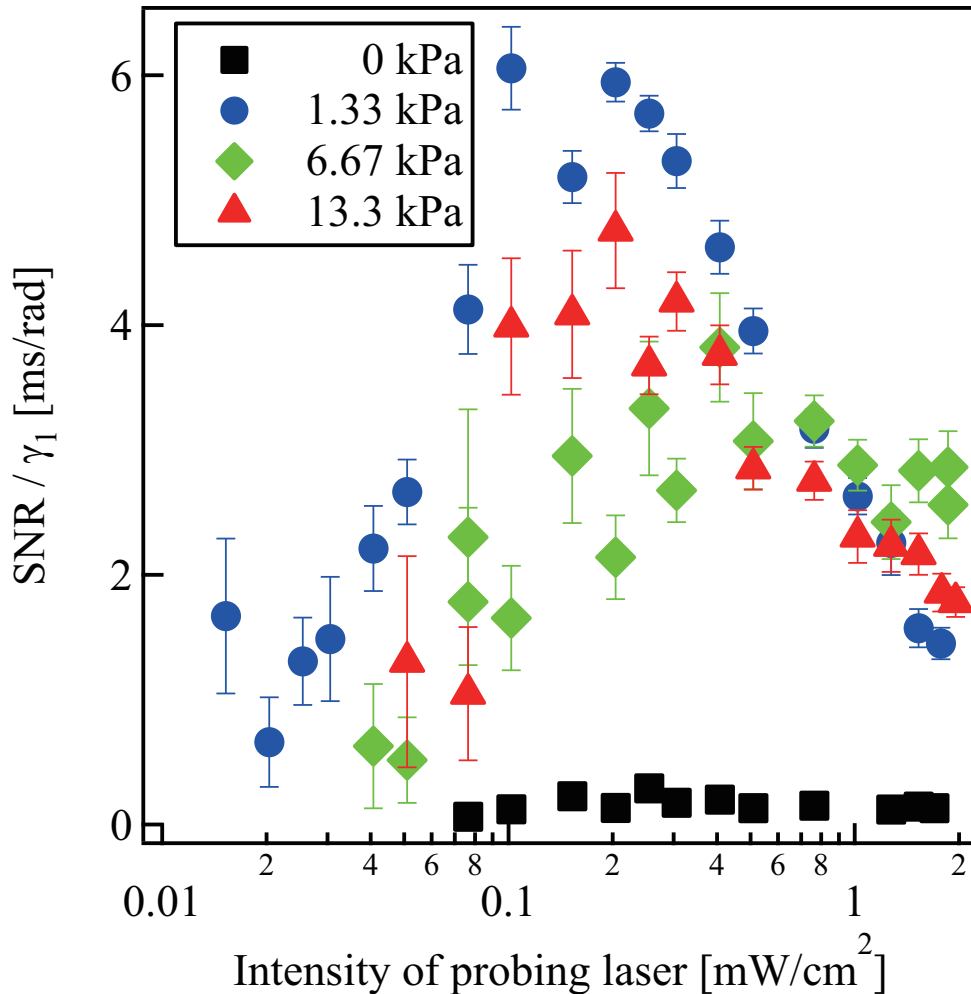 6
4
2
0
SNR / γ1 [ms/rad]
0 kPa
1.33 kPa
6.67 kPa
13.3 kPa
2 4 6 8 2 4 6 8 2
0.01 0.1 1
Intensity of probing laser [mW/cm2]